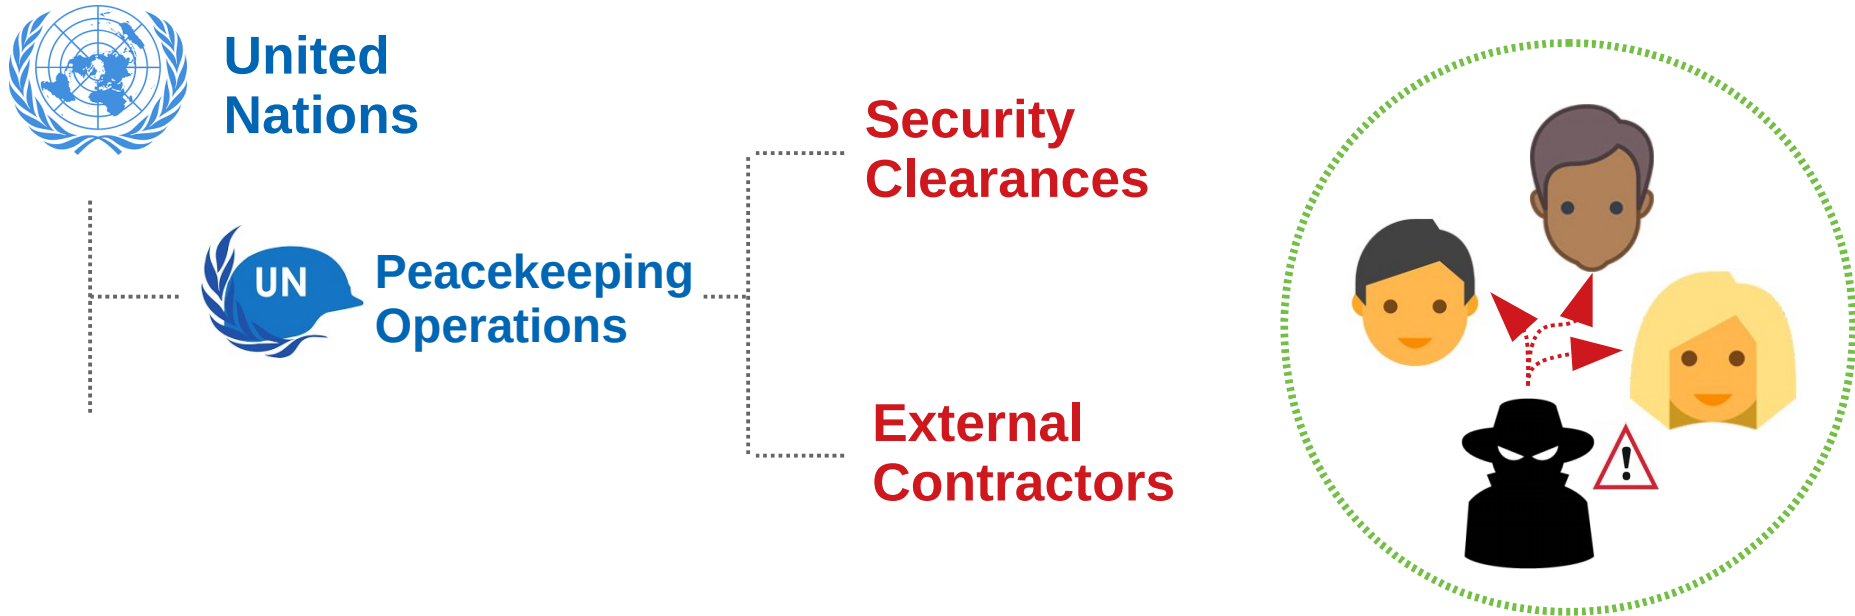 United
Nations
UN
Peacekeeping
Operations
Security
Clearances
External
Contractors
!